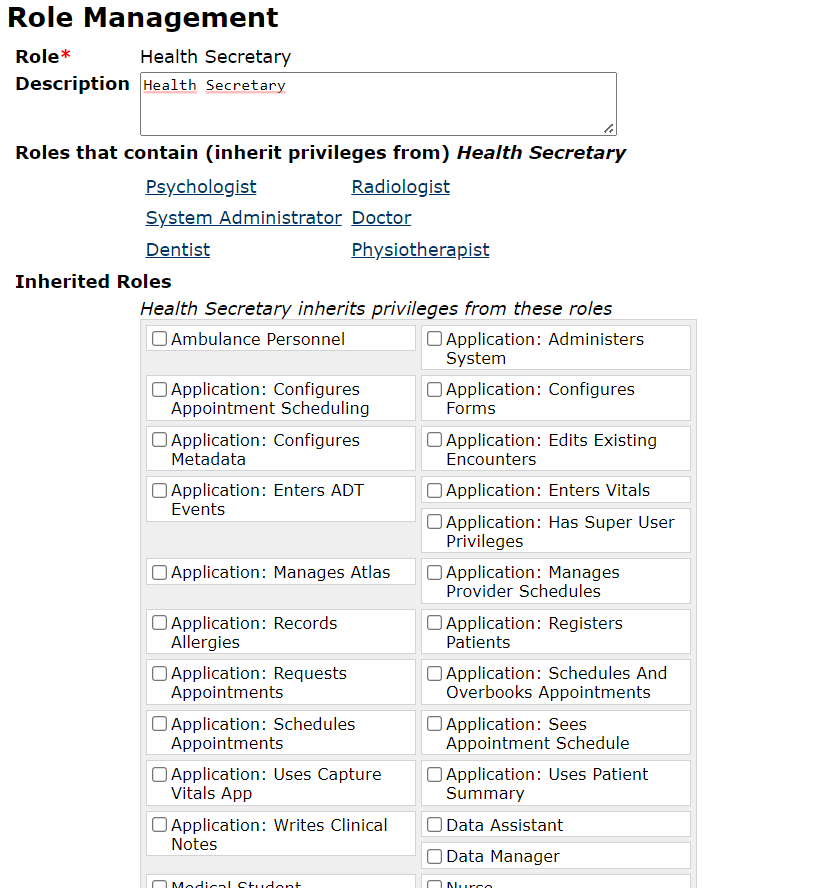 Role Management
Role* Health Secretary
Description Health Secretary
Roles that contain (inherit privileges from) Health Secretary
Psychologist Radiologist
System Administrator Doctor
Dentist Physiotherapist
Inherited Roles
Health Secretary inherits privileges from these roles
Ambulance Personnel
Application: Administers
System
Application: Configures
Appointment Scheduling
Application: Configures
Forms
Application: Configures
Metadata
Application: Edits Existing
Encounters
Application: Enters ADT
Events
Application: Enters Vitals
Application: Has Super User
Privileges
Application: Manages Atlas
Application: Manages
Provider Schedules
Application: Records
Allergies
Application: Registers
Patients
Application: Requests
Appointments
Application: Schedules And
Overbooks Appointments
Application: Schedules
Appointments
Application: Sees
Appointment Schedule
Application: Uses Capture
Vitals App
Application: Uses Patient
Summary
Application: Writes Clinical
Notes
Data Assistant
Data Manager
Medical Student
Nurse